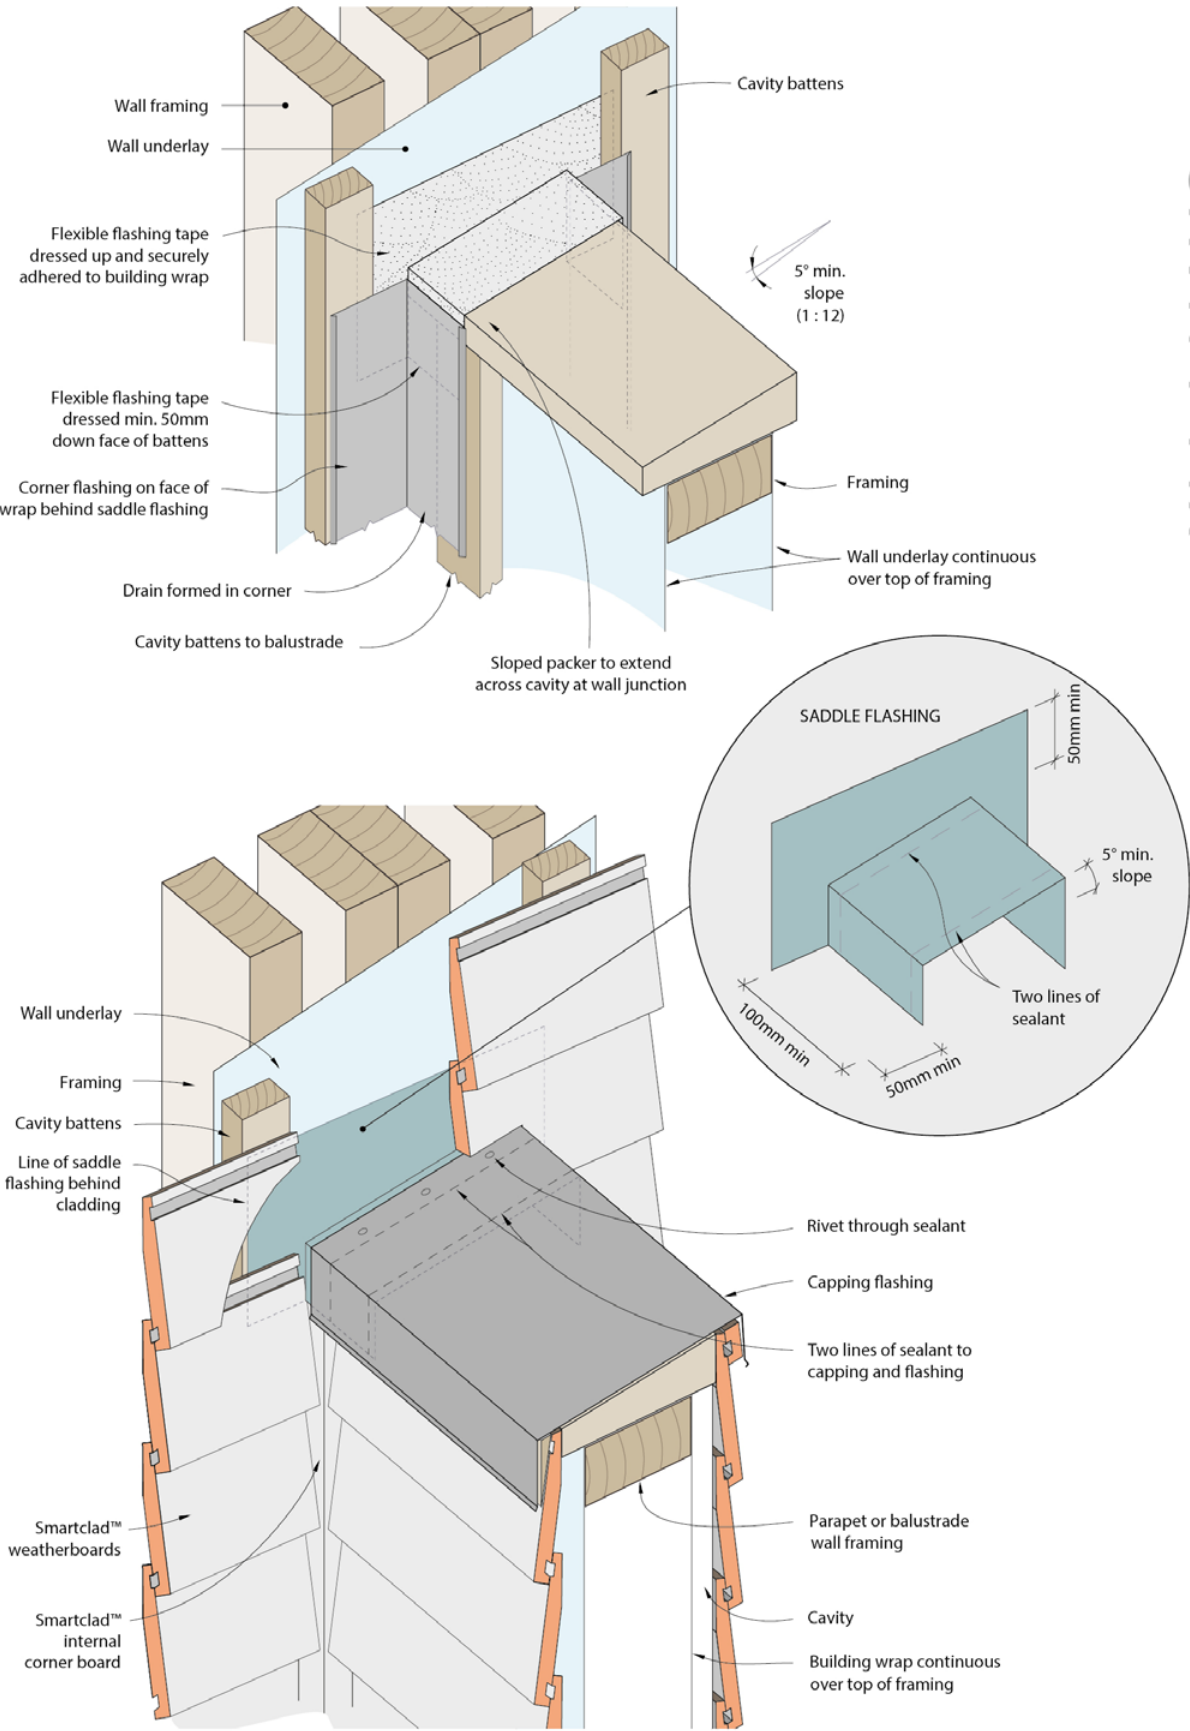 Wall framing
Cavity battens
Wall underlay
Flexible flashing tape
dressed up and securely
adhered to building wrap
5° min.
slope
(1 : 12)
Flexible flashing tape
dressed min. 50mm
down face of battens
Corner flashing on face of
wrap behind saddle flashing
Framing
Wall underlay continuous
over top of framing
Drain formed in corner
Cavity battens to balustrade
Sloped packer to extend
across cavity at wall junction
SADDLE FLASHING
50mm min
5° min.
slope
Two lines of
sealant
100mm min
50mm min
Wall underlay
Framing
Cavity battens
Line of saddle
flashing behind
cladding
Rivet through sealant
Capping flashing
Two lines of sealant to
capping and flashing
Smartclad™
weatherboards
Parapet or balustrade
wall framing
Smartclad™
internal
corner board
Cavity
Building wrap continuous
over top of framing